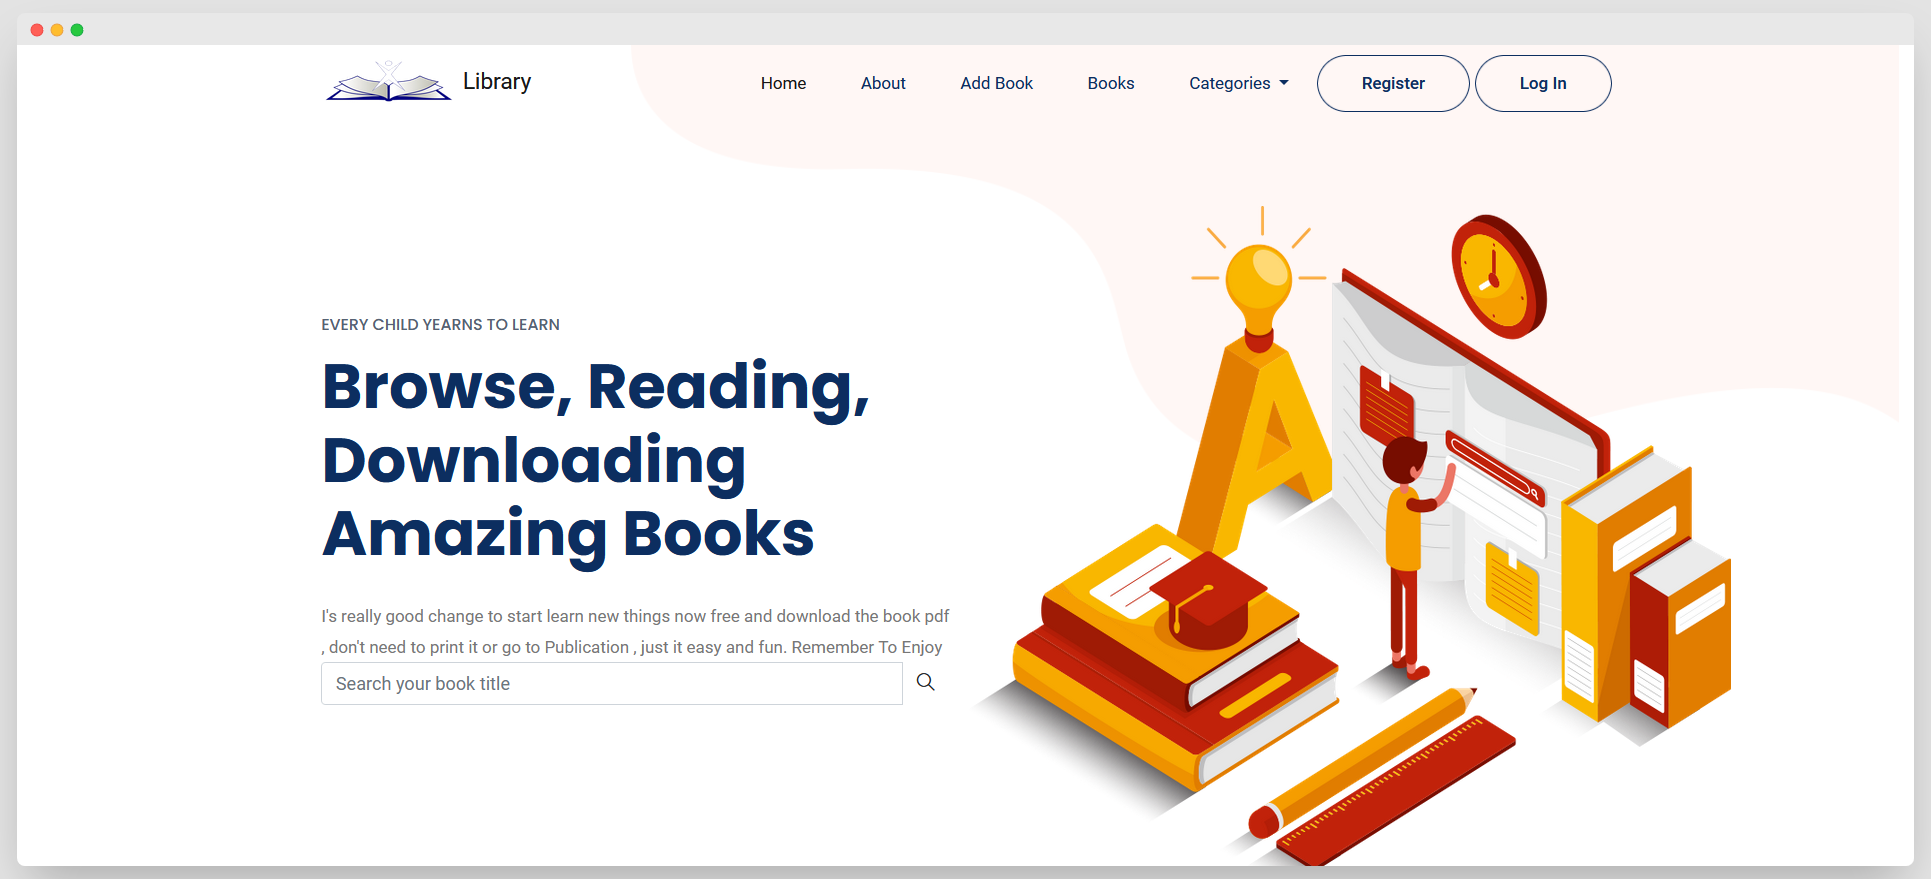 Library
Home About Add Book Books Categories Register Log In
EVERY CHILD YEARNS TO LEARN
Browse, Reading,
Downloading
Amazing Books
I's really good change to start learn new things now free and download the book pdf
, don't need to print it or go to Publication , just it easy and fun. Remember To Enjoy
Search your book title
A